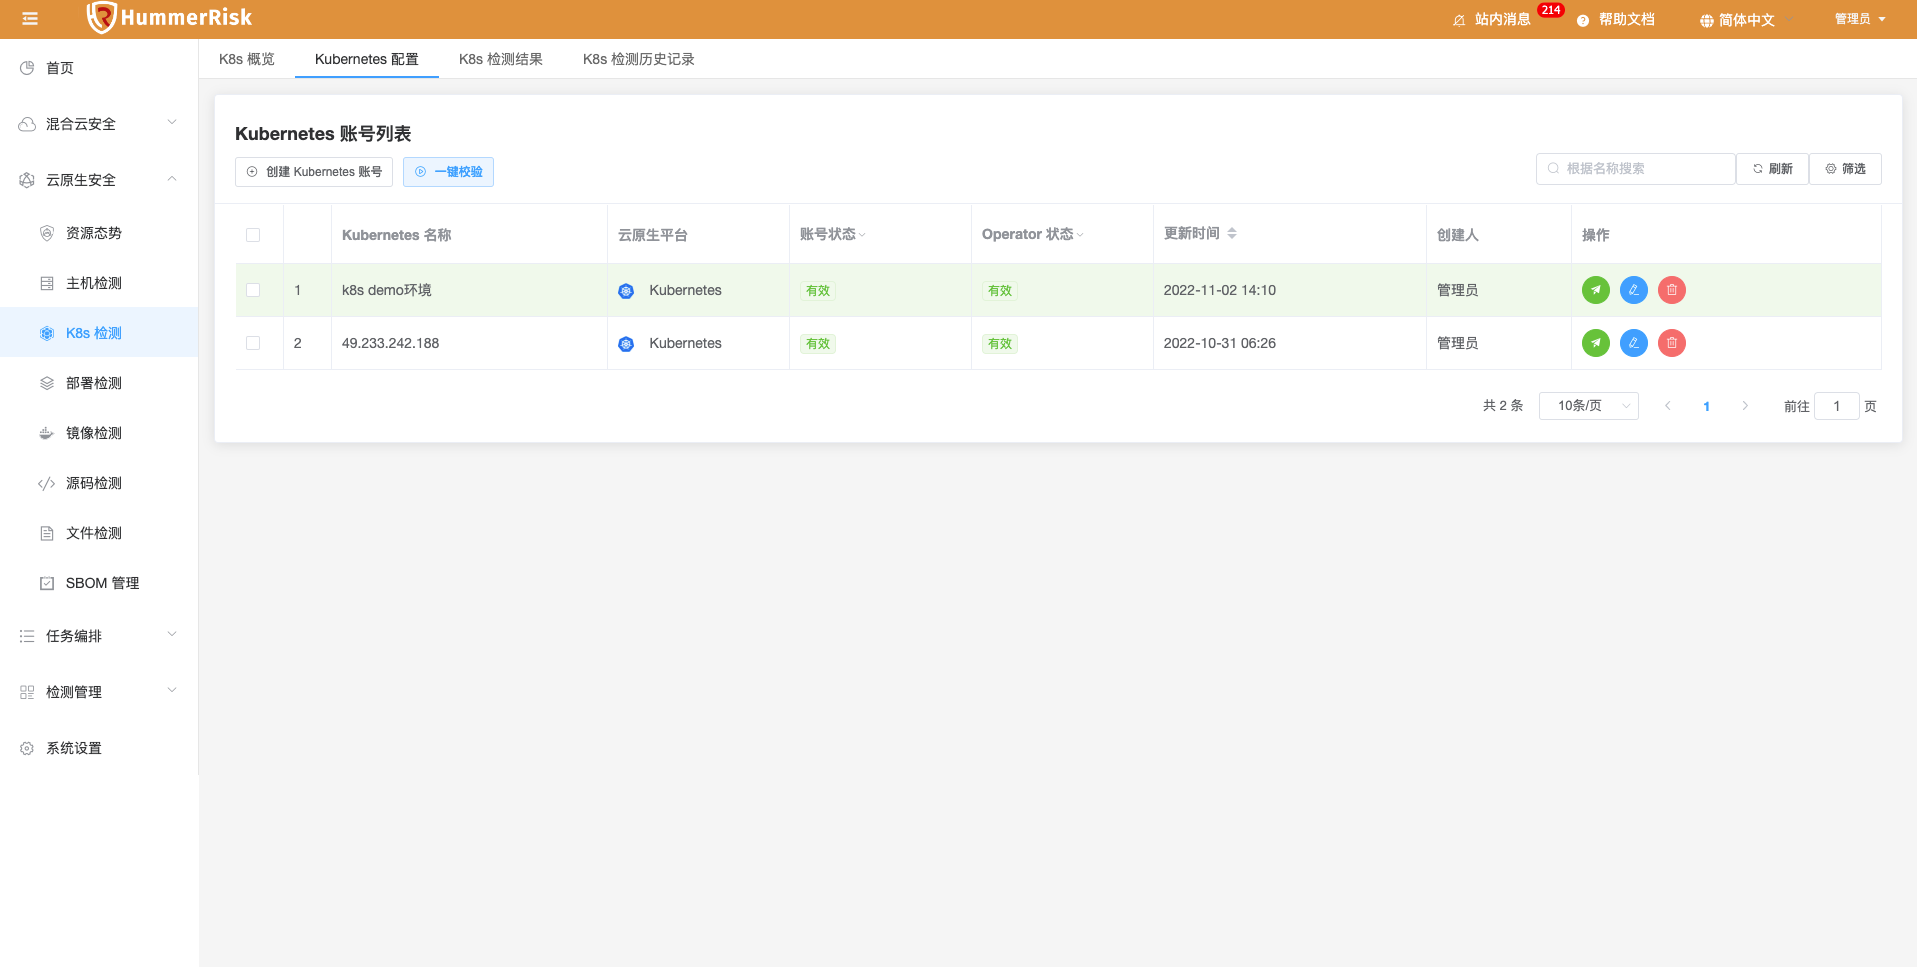 HummerRisk
站内消息 214 帮助文档 简体中文 管理员
首页
混合云安全
云原生安全
资源态势
主机检测
K8s 检测
部署检测
镜像检测
源码检测
文件检测
SBOM 管理
任务编排
检测管理
系统设置
K8s 概览 Kubernetes 配置 K8s 检测结果 K8s 检测历史记录
Kubernetes 账号列表
创建 Kubernetes 账号 一键校验 根据名称搜索 刷新 筛选
Kubernetes 名称 云原生平台 账号状态 Operator 状态 更新时间 创建人 操作
1 k8s demo环境 Kubernetes 有效 有效 2022-11-02 14:10 管理员
2 49.233.242.188 Kubernetes 有效 有效 2022-10-31 06:26 管理员
共 2 条 10条/页 1 前往 1 页